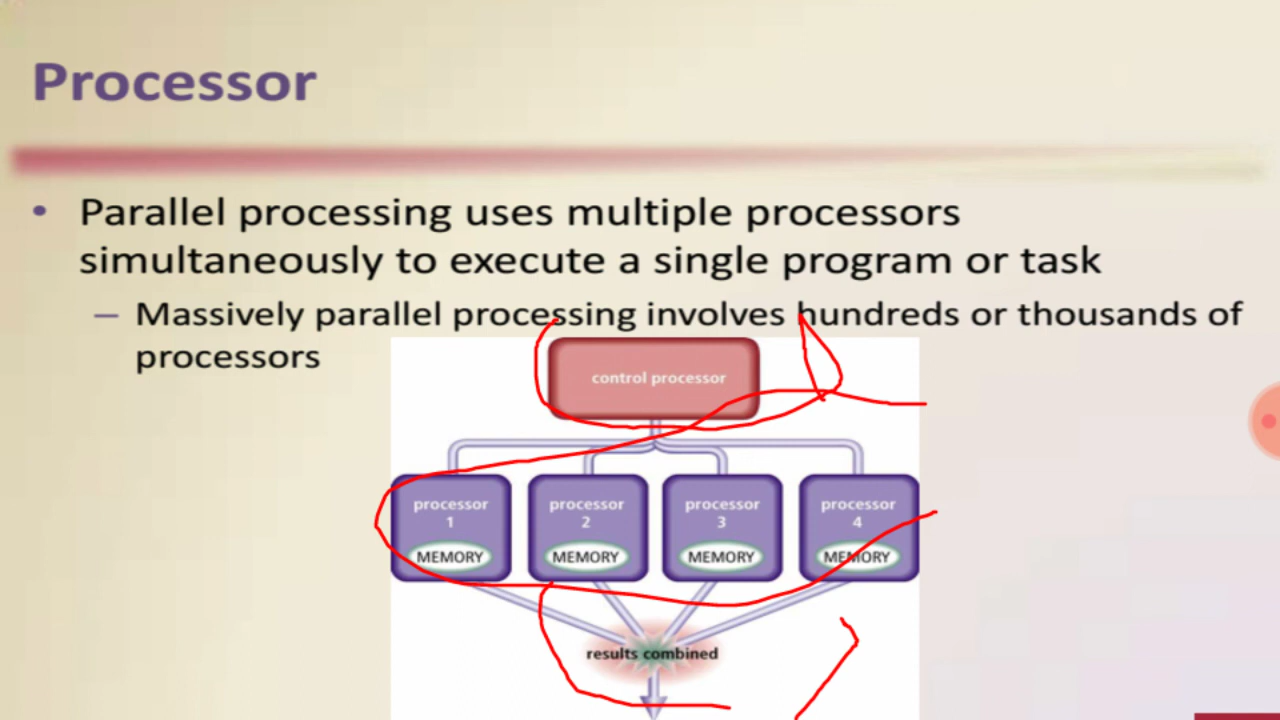 Processor
• Parallel processing uses multiple processors
simultaneously to execute a single program or task
– Massively parallel processing involves hundreds or thousands of
processors
control processor
processor
1
MEMORY
processor
2
MEMORY
processor
3
MEMORY
processor
4
MEMORY
results combined